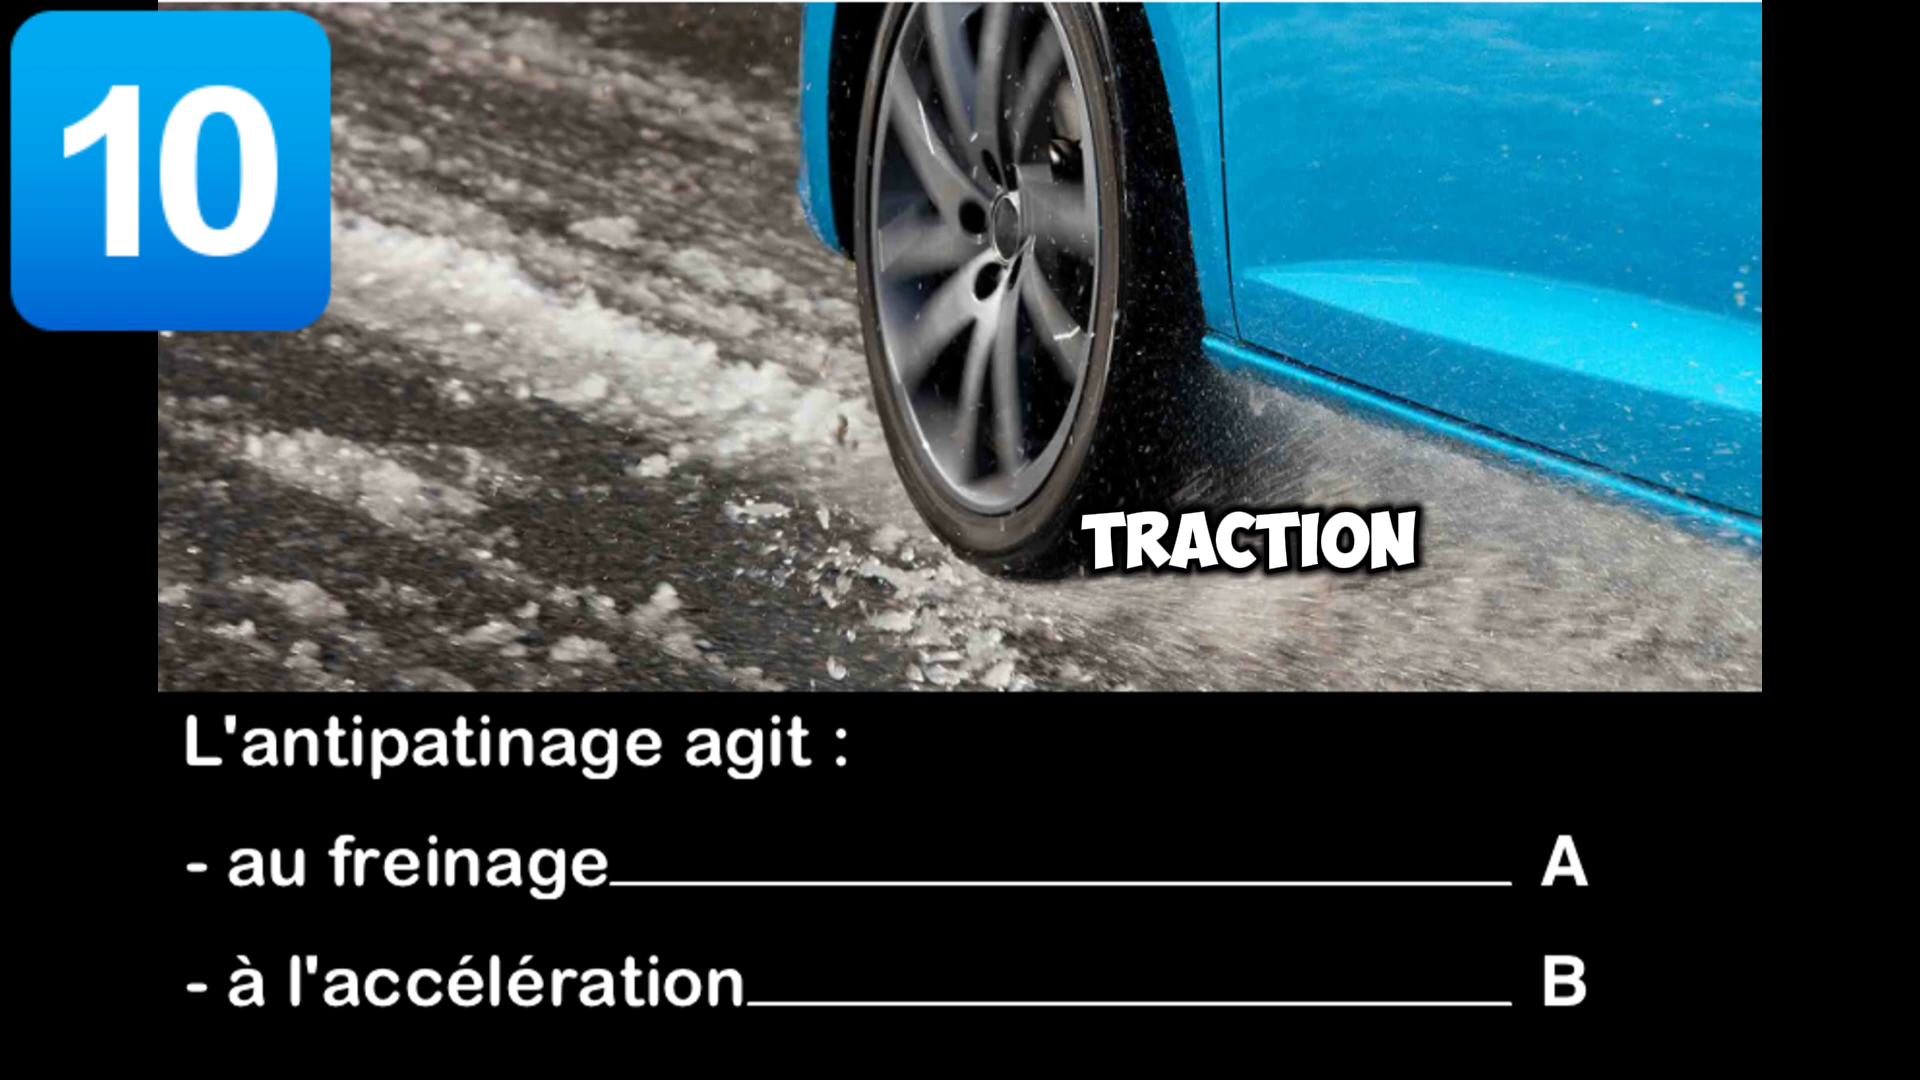 10
TRACTION
L'antipatinage agit :
- au freinage A
- à l'accélération B